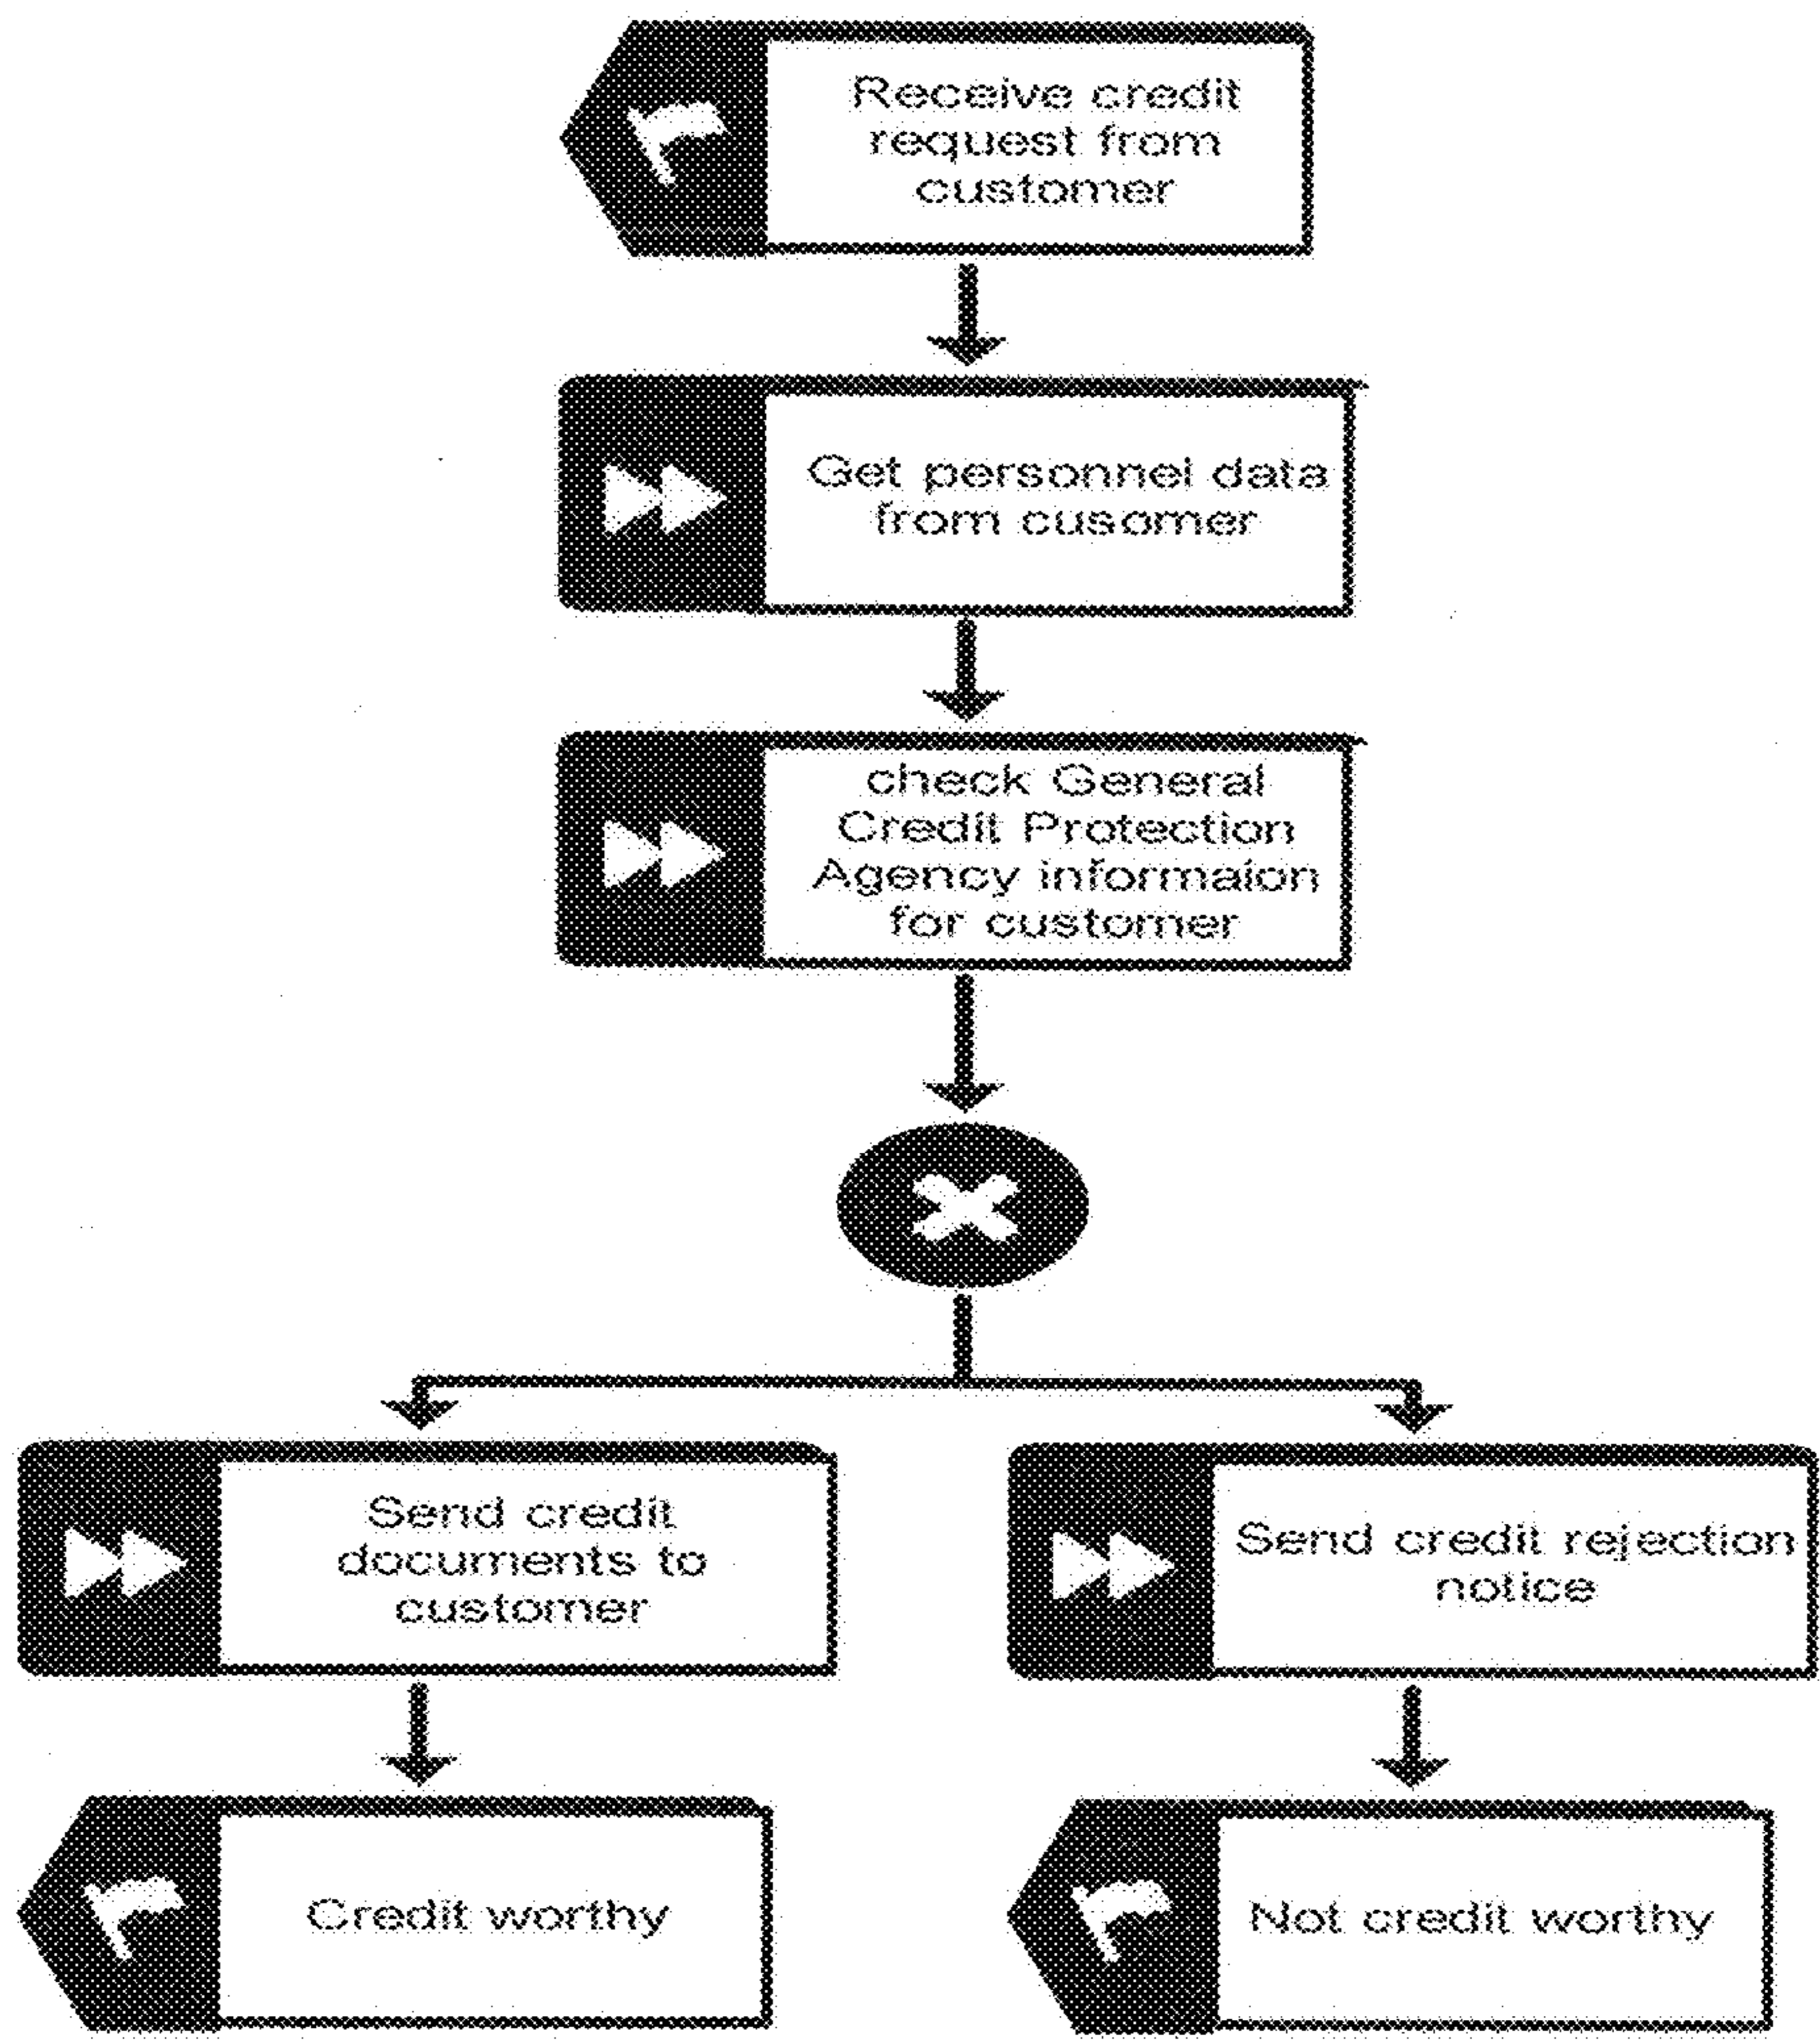 Receive credit
request from
customer
Get personnel data
from cusomer
check General
Credit Protection
Agency informaion
for customer
Send credit
documents to
customer
Send credit rejection
notice
Credit worthy
Not credit worthy